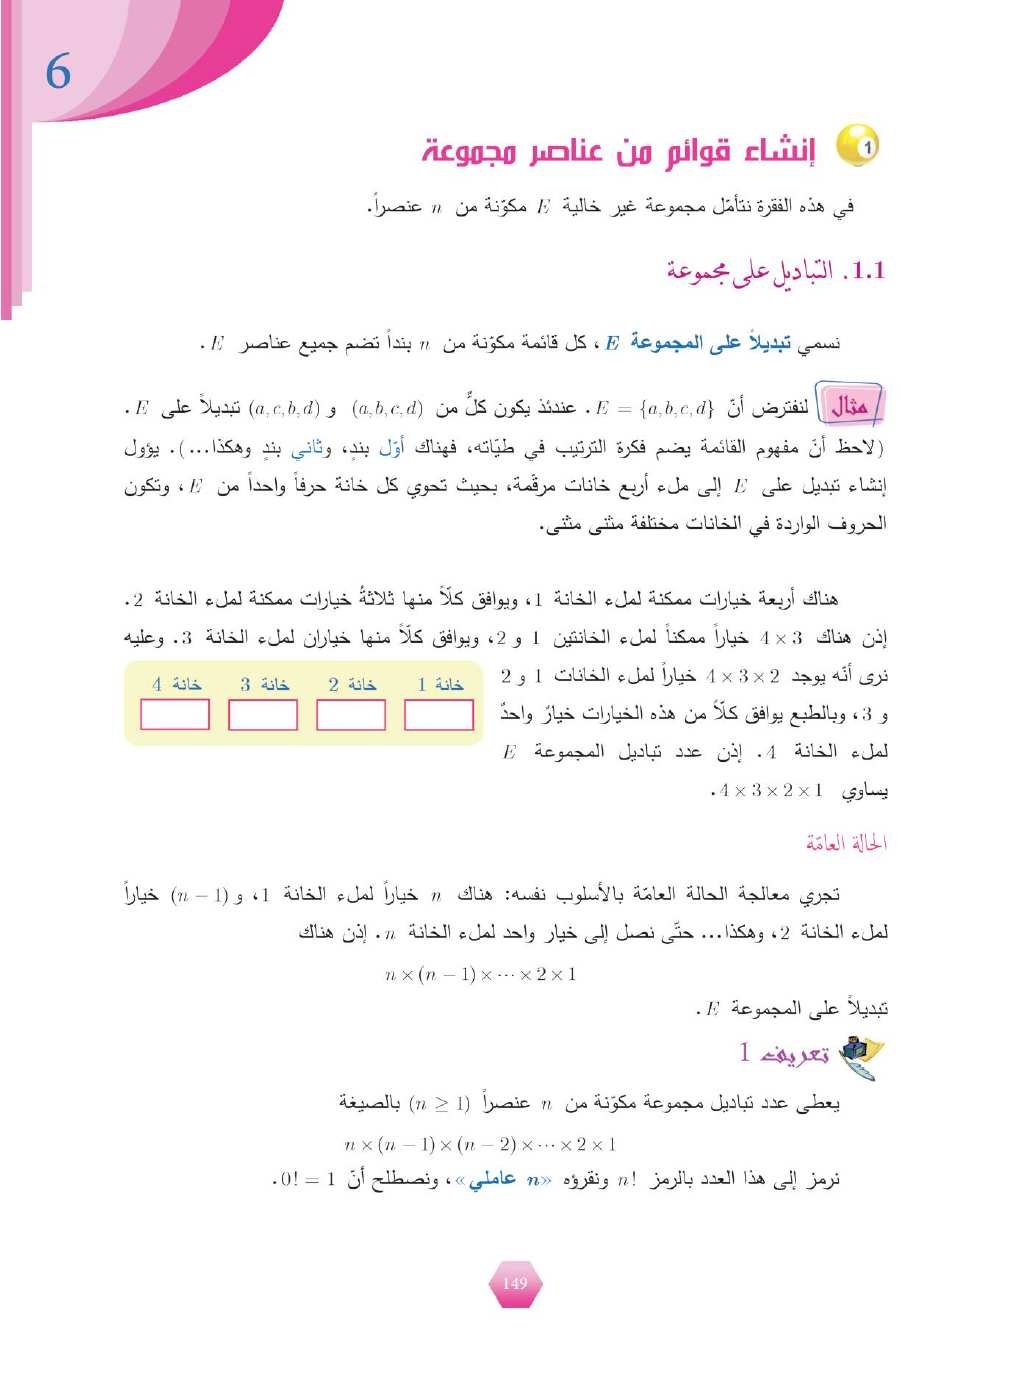 6
1 إنشاء قوائم من عناصر مجموعة
في هذه الفقرة نتأمّل مجموعة غير خالية E مكوّنة من n عنصراً.
1.1. التباديل على مجموعة
نسمي تبديلاً على المجموعة E، كل قائمة مكوّنة من n بنداً تضم جميع عناصر E.
مثال لنفترض أنّ E = {a,b,c,d}. عندئذ يكون كلٌّ من (a,b,c,d) و (a,c,b,d) تبديلاً على E.
(لاحظ أنّ مفهوم القائمة يضم فكرة الترتيب في طيّاته، فهناك أوّل بندٍ، وثاني بندٍ وهكذا...). يؤول
إنشاء تبديل على E إلى ملء أربع خانات مرقّمة، بحيث تحوي كل خانة حرفاً واحداً من E، وتكون
الحروف الواردة في الخانات مختلفة مثنى مثنى.
هناك أربعة خيارات ممكنة لملء الخانة 1، ويوافق كلّاً منها ثلاثةُ خيارات ممكنة لملء الخانة 2.
إذن هناك 4 × 3 خياراً ممكناً لملء الخانتين 1 و 2، ويوافق كلّاً منها خياران لملء الخانة 3. وعليه
نرى أنّه يوجد 4 × 3 × 2 خياراً لملء الخانات 1 و 2
و 3، وبالطبع يوافق كلّاً من هذه الخيارات خيارٌ واحدٌ
لملء الخانة 4. إذن عدد تباديل المجموعة E
يساوي 4 × 3 × 2 × 1.
خانة 1 خانة 2 خانة 3 خانة 4
الحالة العامّة
تجري معالجة الحالة العامّة بالأسلوب نفسه: هناك n خياراً لملء الخانة 1، و (n − 1) خياراً
لملء الخانة 2، وهكذا... حتّى نصل إلى خيار واحد لملء الخانة n. إذن هناك
n × (n − 1) × ··· × 2 × 1
تبديلاً على المجموعة E.
تعريف 1
يعطى عدد تباديل مجموعة مكوّنة من n عنصراً (n ≥ 1) بالصيغة
n × (n − 1) × (n − 2) × ··· × 2 × 1
نرمز إلى هذا العدد بالرمز n! ونقرؤه «n عاملي»، ونصطلح أنّ 0! = 1.
149